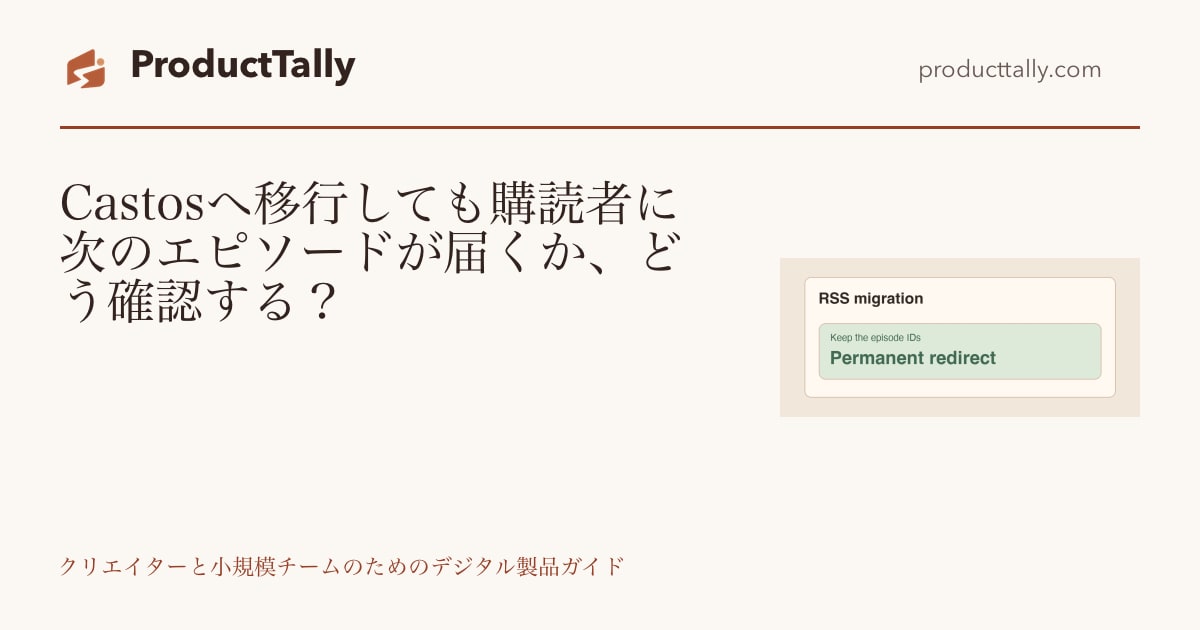 ProductTally
producttally.com
Castosへ移行しても購読者に
次のエピソードが届くか、ど
う確認する？
RSS migration
Keep the episode IDs
Permanent redirect
クリエイターと小規模チームのためのデジタル製品ガイド